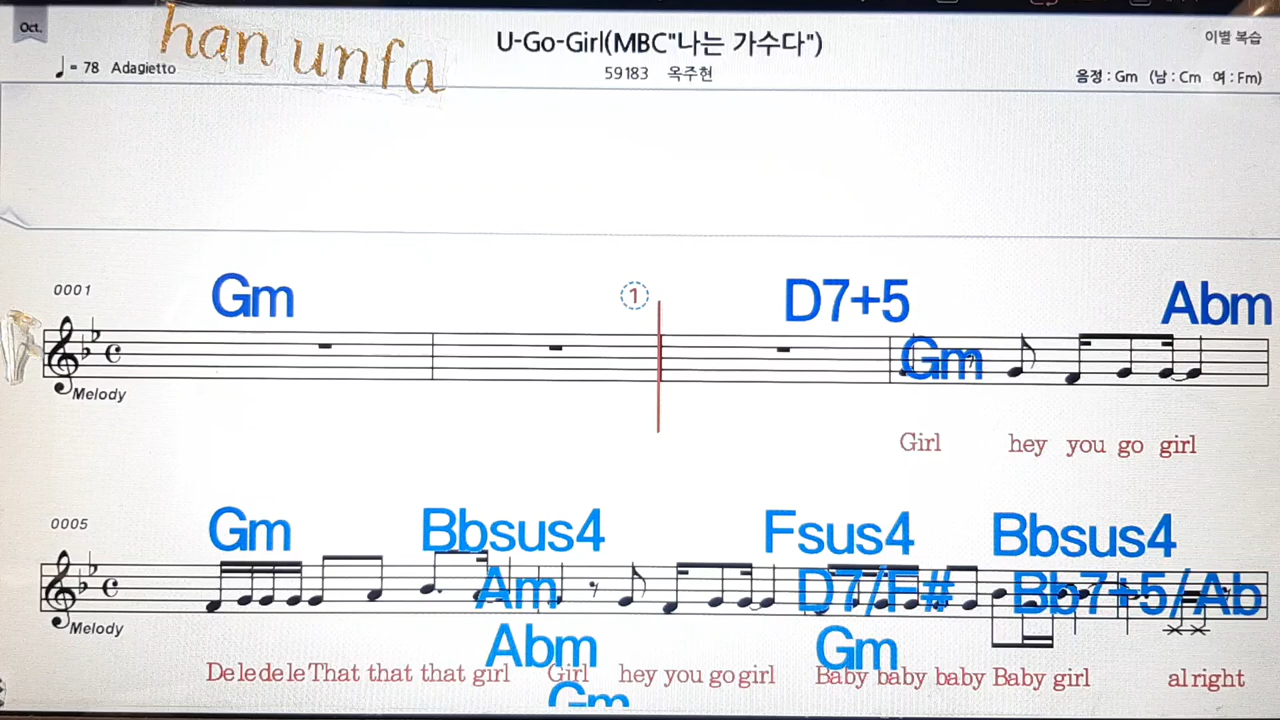 Oct.
han unfa
U-Go-Girl(MBC"나는 가수다")
이별 복습
= 78 Adagietto
59183 옥주현
음정 : Gm (남 : Cm 여 : Fm)
0001
Gm
1
D7+5
Abm
Gm
Melody
Girl hey you go girl
0005
Gm
Bbsus4
Fsus4
Bbsus4
Am
D7/F#
Bb7+5/Ab
Melody
Abm
Gm
Deledele That that that girl Girl hey you go girl Baby baby baby Baby girl alright
Gm